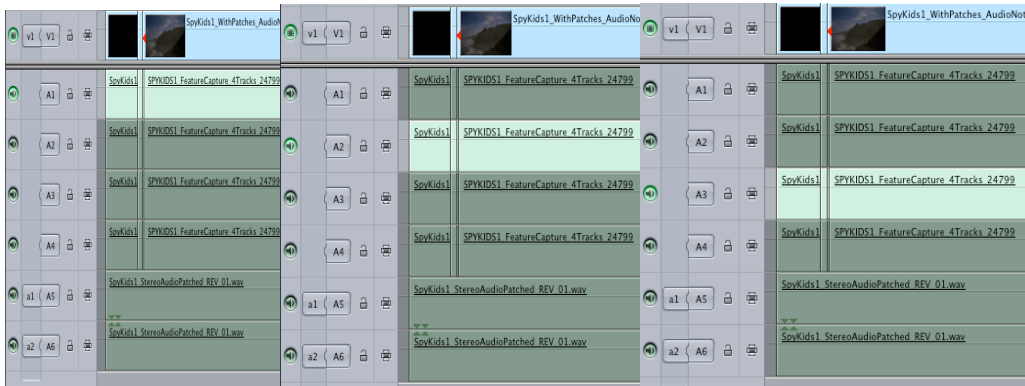 v1 V1 SpyKids1_WithPatches_AudioNo
A1 SpyKids1 SPYKIDS1_FeatureCapture_4Tracks_24799
A2 SpyKids1 SPYKIDS1_FeatureCapture_4Tracks_24799
A3 SpyKids1 SPYKIDS1_FeatureCapture_4Tracks_24799
A4 SpyKids1 SPYKIDS1_FeatureCapture_4Tracks_24799
a1 A5 SpyKids1_StereoAudioPatched_REV_01.wav
a2 A6 SpyKids1_StereoAudioPatched_REV_01.wav
v1 V1 SpyKids1_WithPatches_AudioNo
A1 SpyKids1 SPYKIDS1_FeatureCapture_4Tracks_24799
A2 SpyKids1 SPYKIDS1_FeatureCapture_4Tracks_24799
A3 SpyKids1 SPYKIDS1_FeatureCapture_4Tracks_24799
A4 SpyKids1 SPYKIDS1_FeatureCapture_4Tracks_24799
a1 A5 SpyKids1_StereoAudioPatched_REV_01.wav
a2 A6 SpyKids1_StereoAudioPatched_REV_01.wav
v1 V1 SpyKids1_WithPatches_AudioNo
A1 SpyKids1 SPYKIDS1_FeatureCapture_4Tracks_24799
A2 SpyKids1 SPYKIDS1_FeatureCapture_4Tracks_24799
A3 SpyKids1 SPYKIDS1_FeatureCapture_4Tracks_24799
A4 SpyKids1 SPYKIDS1_FeatureCapture_4Tracks_24799
a1 A5 SpyKids1_StereoAudioPatched_REV_01.wav
a2 A6 SpyKids1_StereoAudioPatched_REV_01.wav